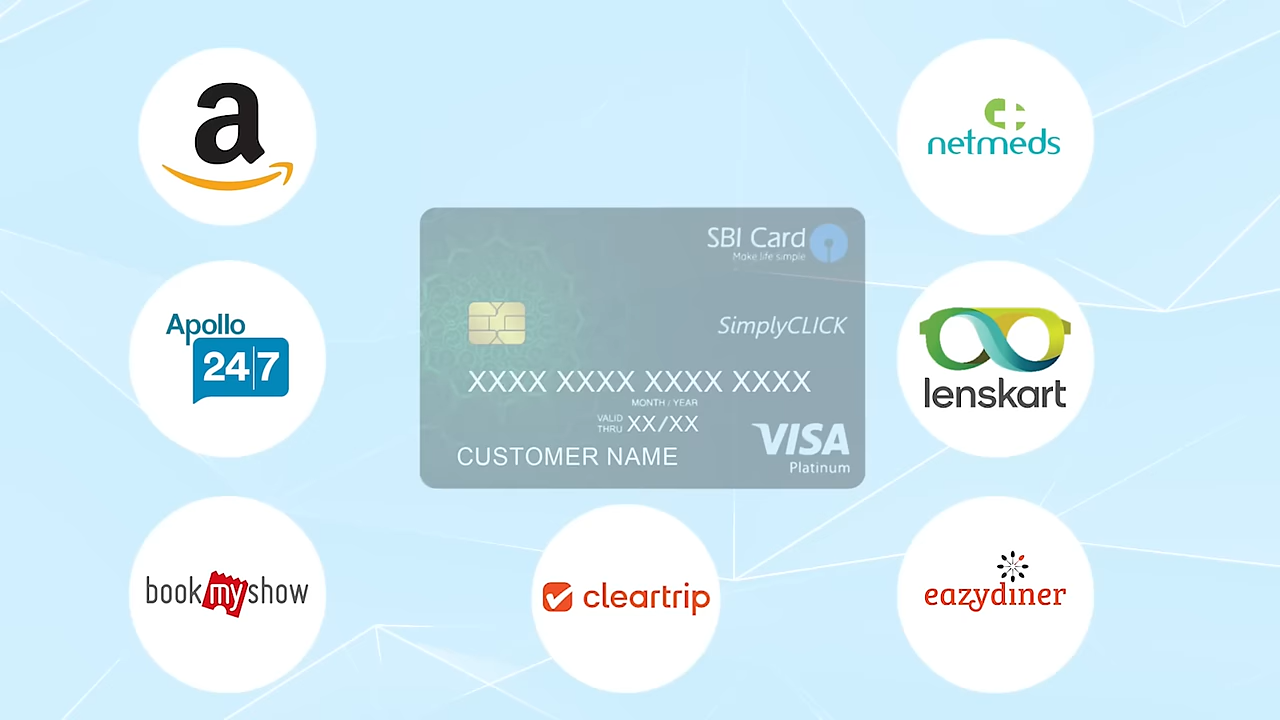 a
netmeds
SBI Card
Make life simple
Apollo
24|7
SimplyCLICK
lenskart
XXXX XXXX XXXX XXXX
MONTH / YEAR
VALID
THRU XX/XX
VISA
Platinum
CUSTOMER NAME
bookmyshow
cleartrip
eazydiner